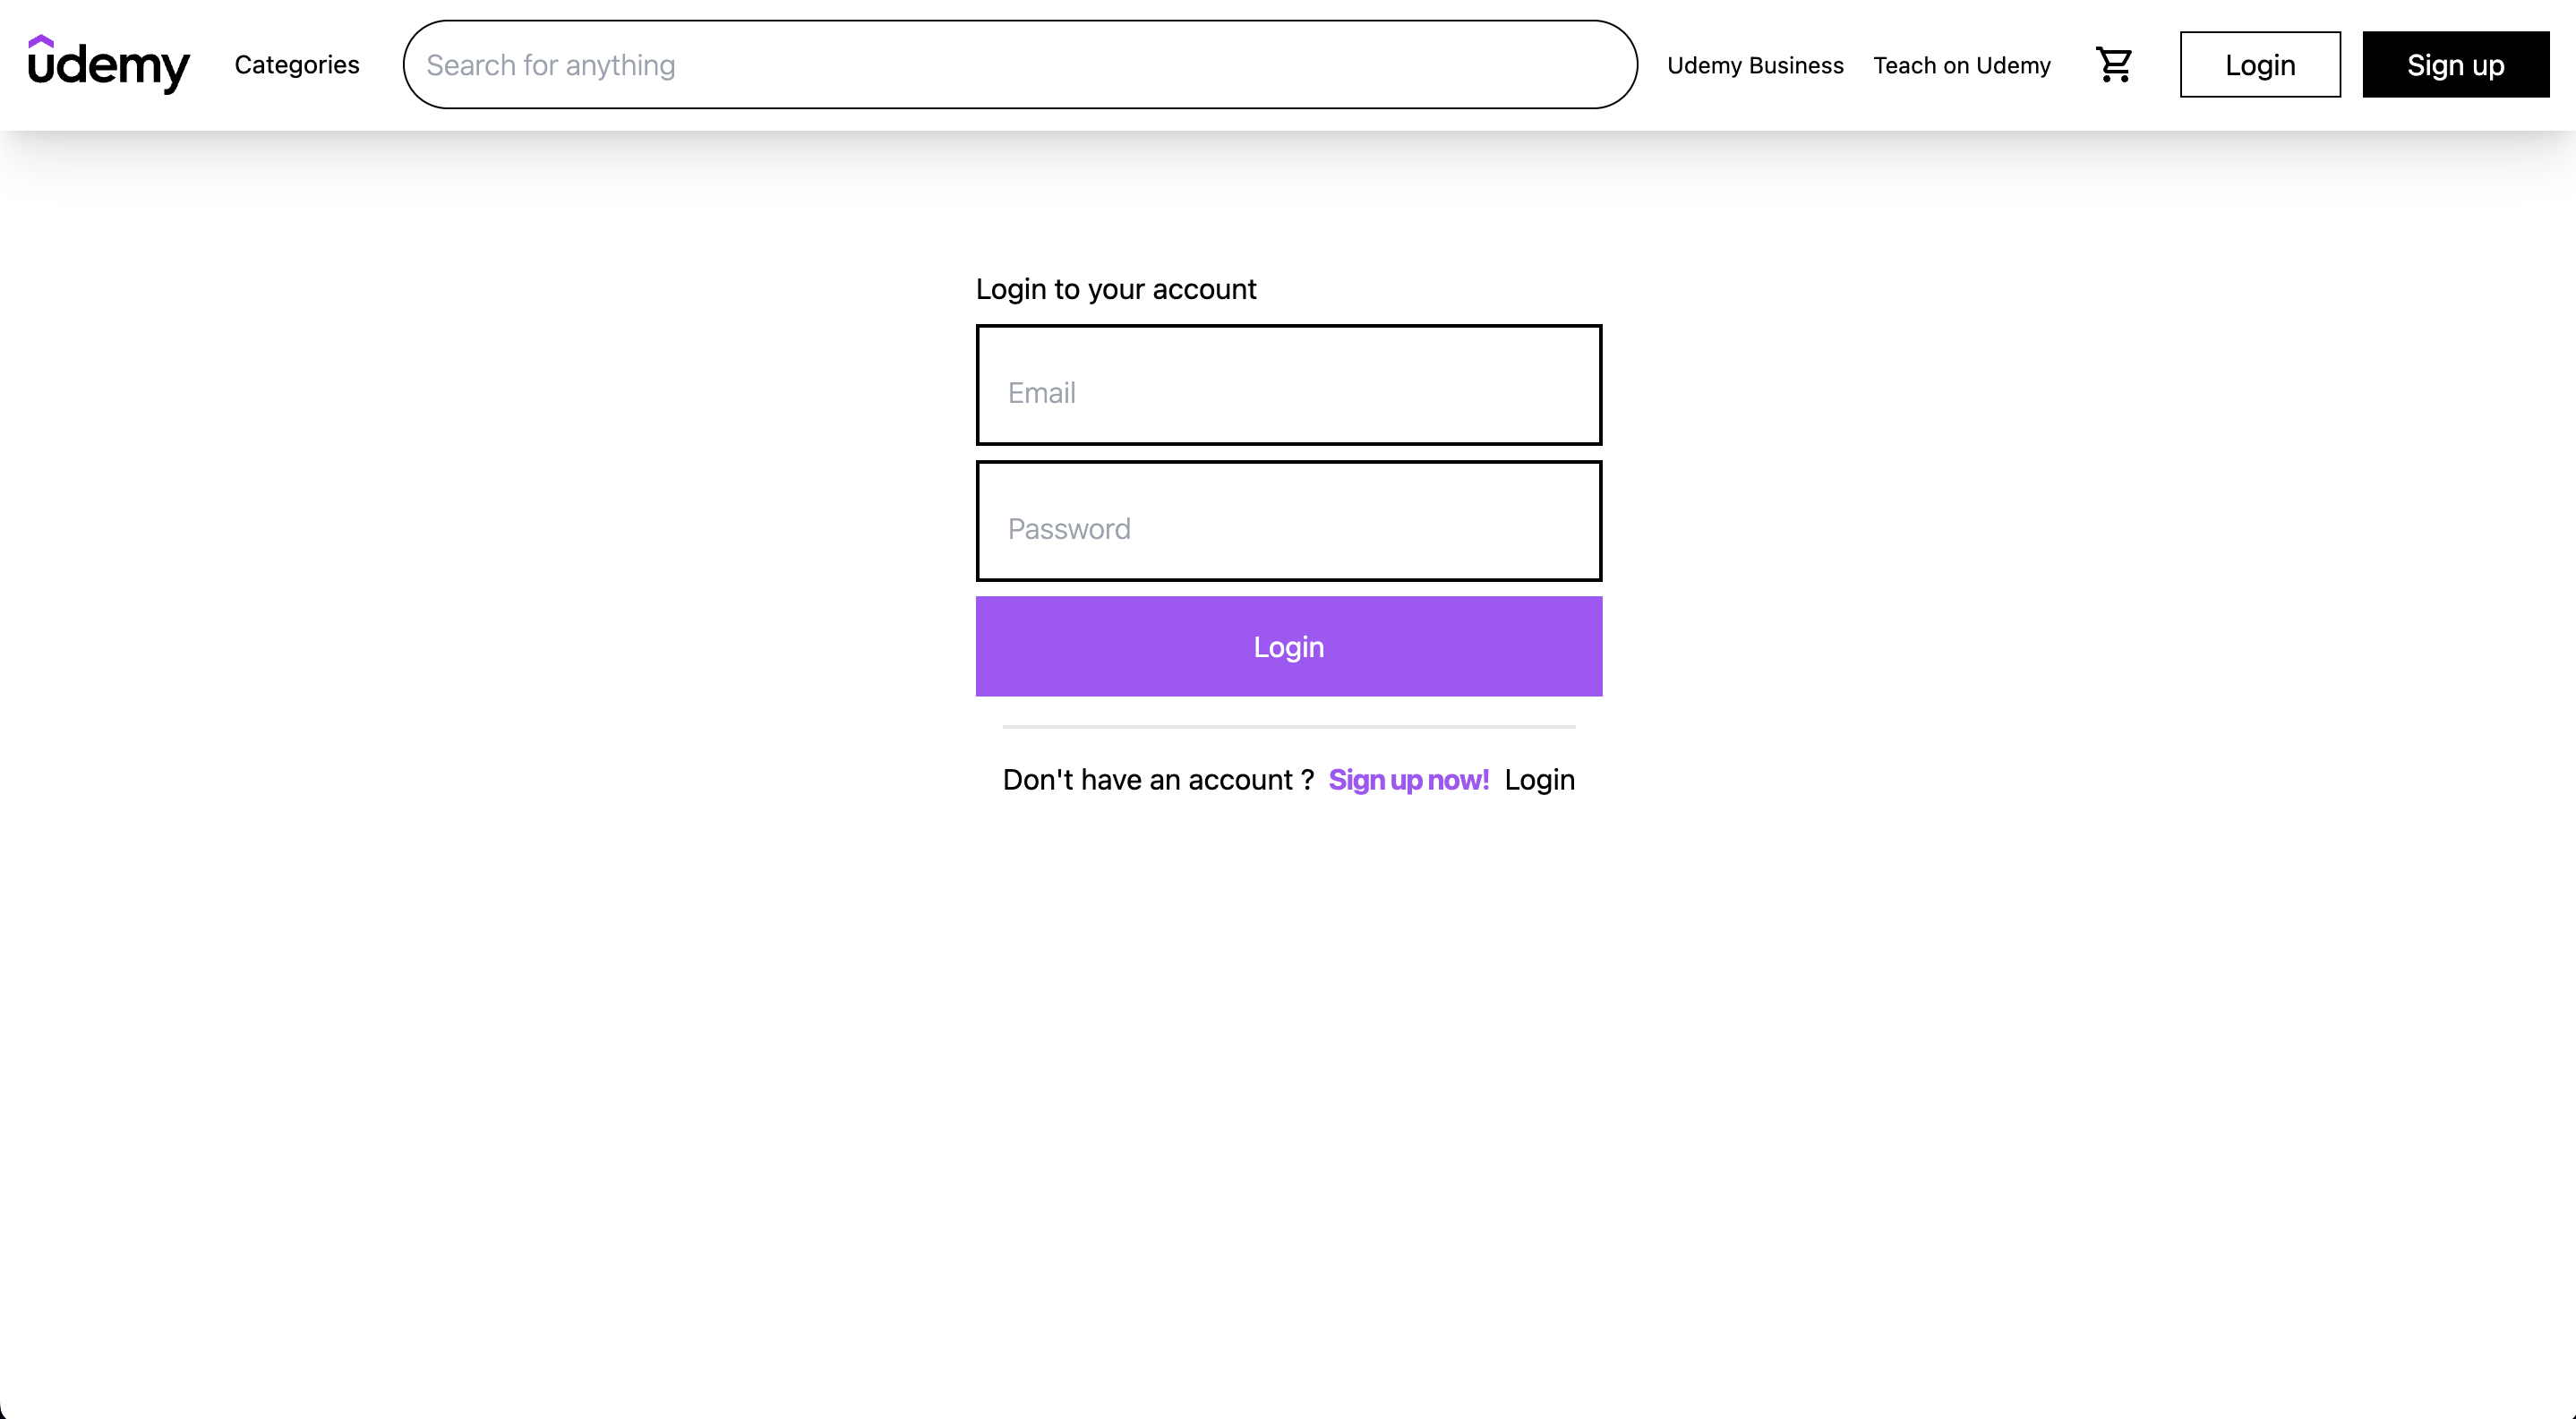 udemy Categories Search for anything Udemy Business Teach on Udemy Login Sign up
Login to your account
Email
Password
Login
Don't have an account ? Sign up now! Login